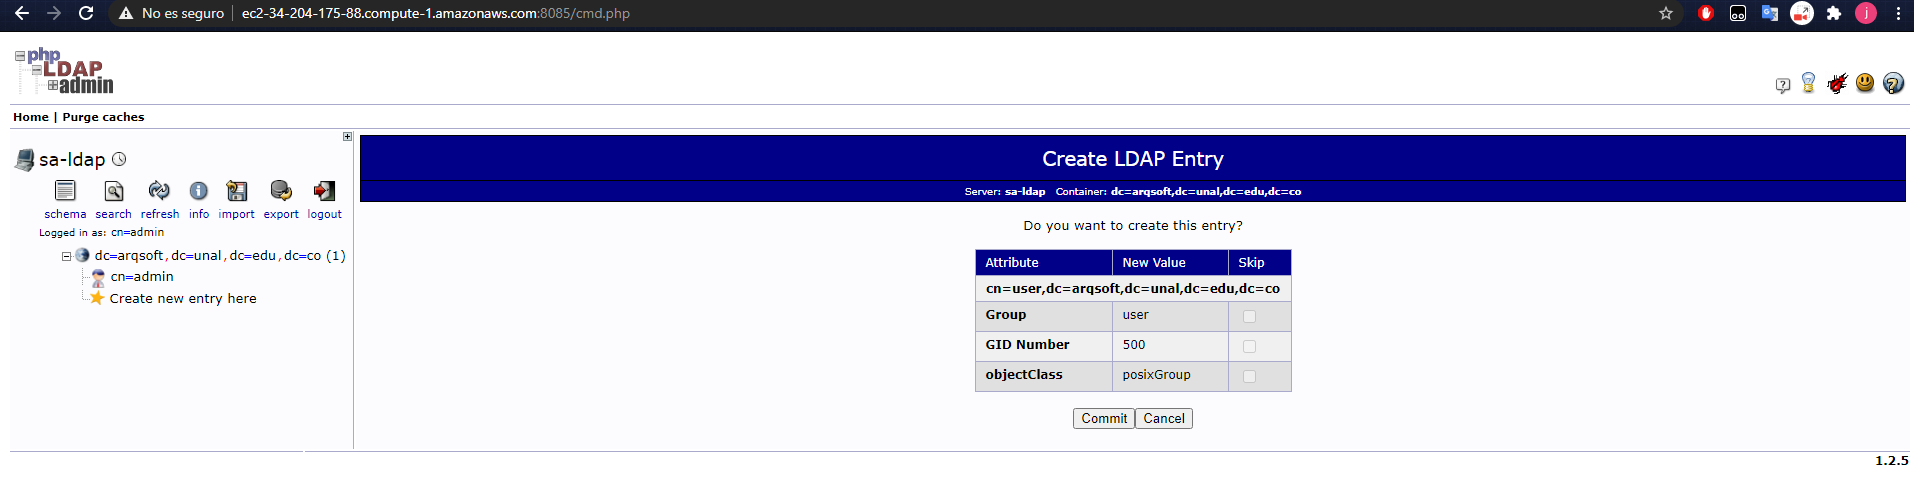 No es seguro ec2-34-204-175-88.compute-1.amazonaws.com:8085/cmd.php
j
php
LDAP
admin
Home | Purge caches
sa-ldap
schema search refresh info import export logout
Logged in as: cn=admin
dc=arqsoft,dc=unal,dc=edu,dc=co (1)
cn=admin
Create new entry here
Create LDAP Entry
Server: sa-ldap Container: dc=arqsoft,dc=unal,dc=edu,dc=co
Do you want to create this entry?
Attribute New Value Skip
cn=user,dc=arqsoft,dc=unal,dc=edu,dc=co
Group user
GID Number 500
objectClass posixGroup
Commit Cancel
1.2.5